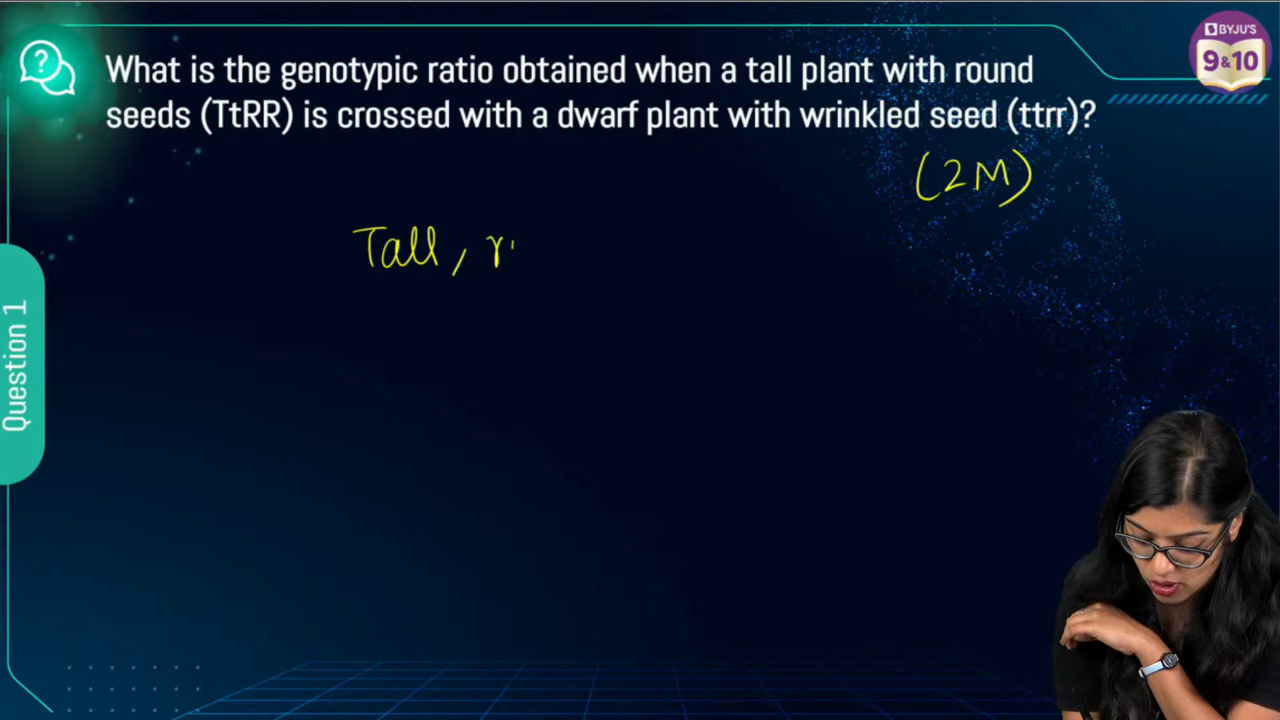 BYJU'S
9&10
What is the genotypic ratio obtained when a tall plant with round
seeds (TtRR) is crossed with a dwarf plant with wrinkled seed (ttrr)?
(2M)
Tall, r
Question 1